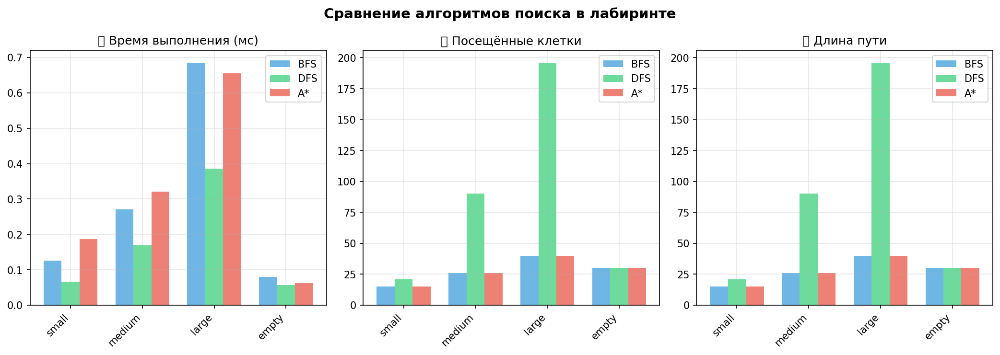 Сравнение алгоритмов поиска в лабиринте
Время выполнения (мс)
0.7
0.6
0.5
0.4
0.3
0.2
0.1
0.0
BFS
DFS
A*
small
medium
large
empty
Посещённые клетки
200
175
150
125
100
75
50
25
0
BFS
DFS
A*
small
medium
large
empty
Длина пути
200
175
150
125
100
75
50
25
0
BFS
DFS
A*
small
medium
large
empty